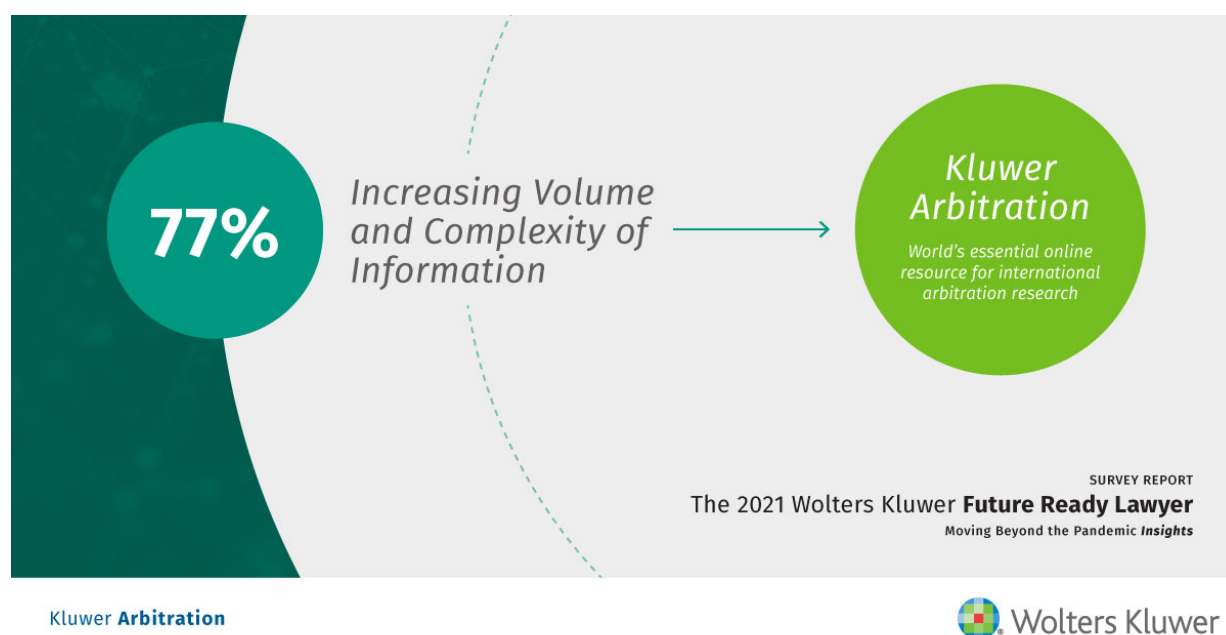 77%
Increasing Volume
and Complexity of
Information
Kluwer
Arbitration
World's essential online
resource for international
arbitration research
SURVEY REPORT
The 2021 Wolters Kluwer Future Ready Lawyer
Moving Beyond the Pandemic Insights
Kluwer Arbitration
Wolters Kluwer